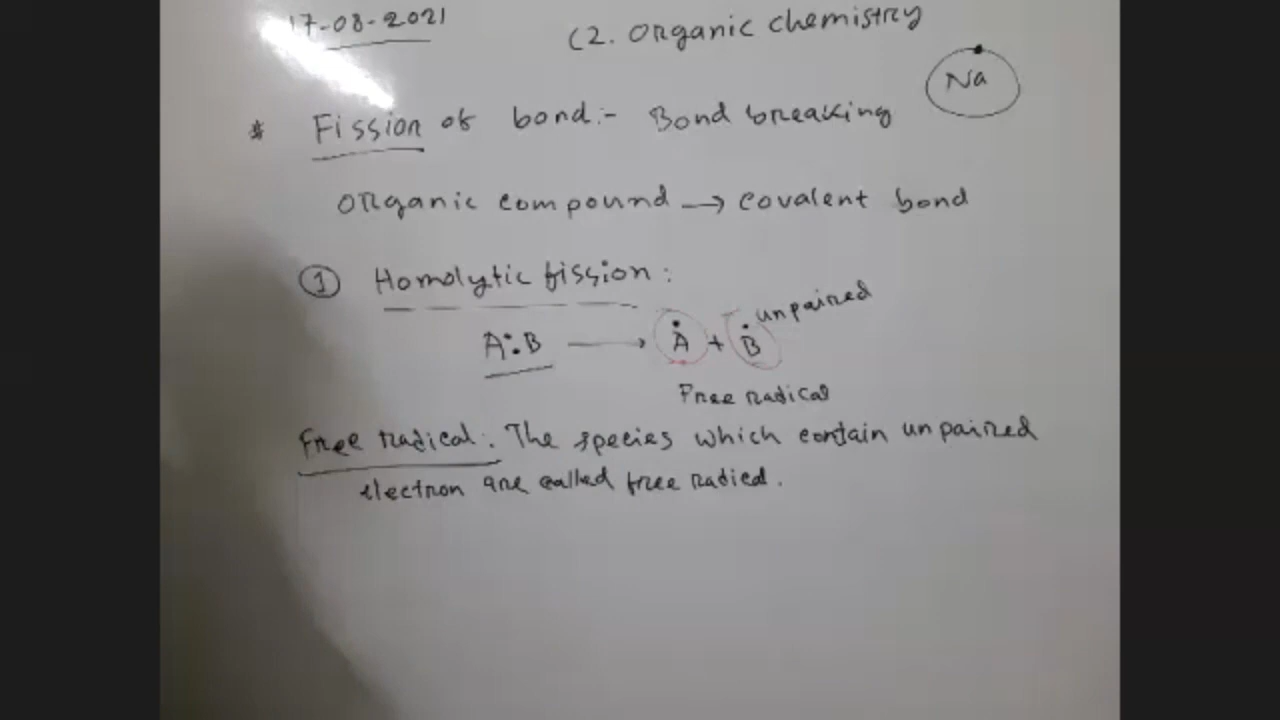 17-08-2021
C2. Organic chemistry
Na
* Fission of bond:- Bond breaking
Organic compound → covalent bond
① Homolytic fission:
unpaired
A:B → Ȧ + Ḃ
Free radical
Free radical: The species which contain unpaired
electron are called free radical.